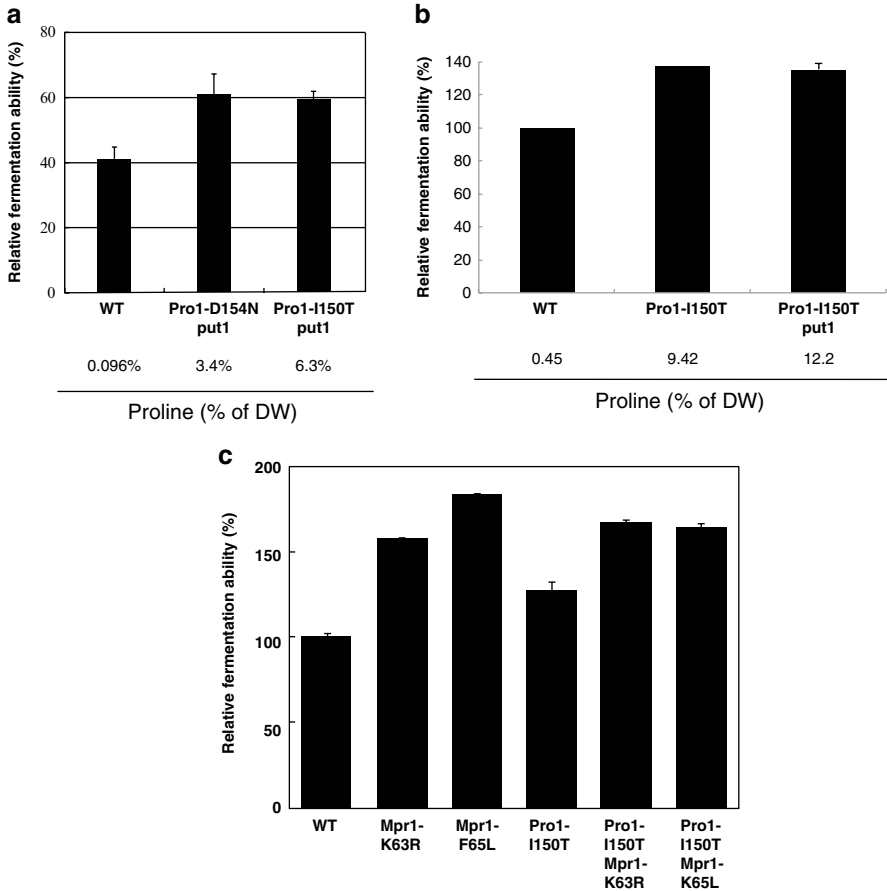 a
Relative fermentation ability (%)
80
60
40
20
0
WT
Pro1-D154N
put1
Pro1-I150T
put1
0.096%
3.4%
6.3%
Proline (% of DW)
b
Relative fermentation ability (%)
140
120
100
80
60
40
20
0
WT
Pro1-I150T
Pro1-I150T
put1
0.45
9.42
12.2
Proline (% of DW)
c
Relative fermentation ability (%)
200
150
100
50
0
WT
Mpr1-
K63R
Mpr1-
F65L
Pro1-
I150T
Pro1-
I150T
Mpr1-
K63R
Pro1-
I150T
Mpr1-
K65L